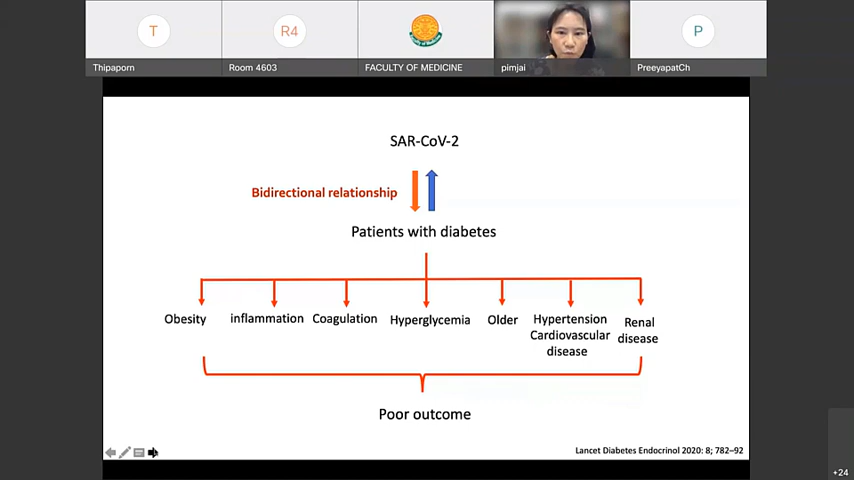 T
R4
P
Thipaporn
Room 4603
FACULTY OF MEDICINE
pimjai
PreeyapatCh
SAR-CoV-2
Bidirectional relationship
Patients with diabetes
Obesity
inflammation
Coagulation
Hyperglycemia
Older
Hypertension
Cardiovascular
disease
Renal
disease
Poor outcome
Lancet Diabetes Endocrinol 2020: 8; 782–92
+24